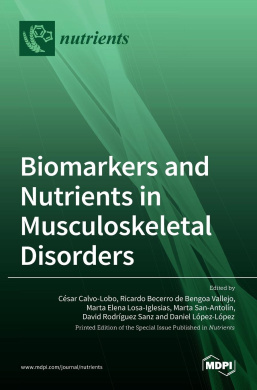 nutrients
Biomarkers and
Nutrients in
Musculoskeletal
Disorders
Edited by
César Calvo-Lobo, Ricardo Becerro de Bengoa Vallejo,
Marta Elena Losa-Iglesias, Marta San-Antolín,
David Rodríguez Sanz and Daniel López-López
Printed Edition of the Special Issue Published in Nutrients
www.mdpi.com/journal/nutrients
MDPI